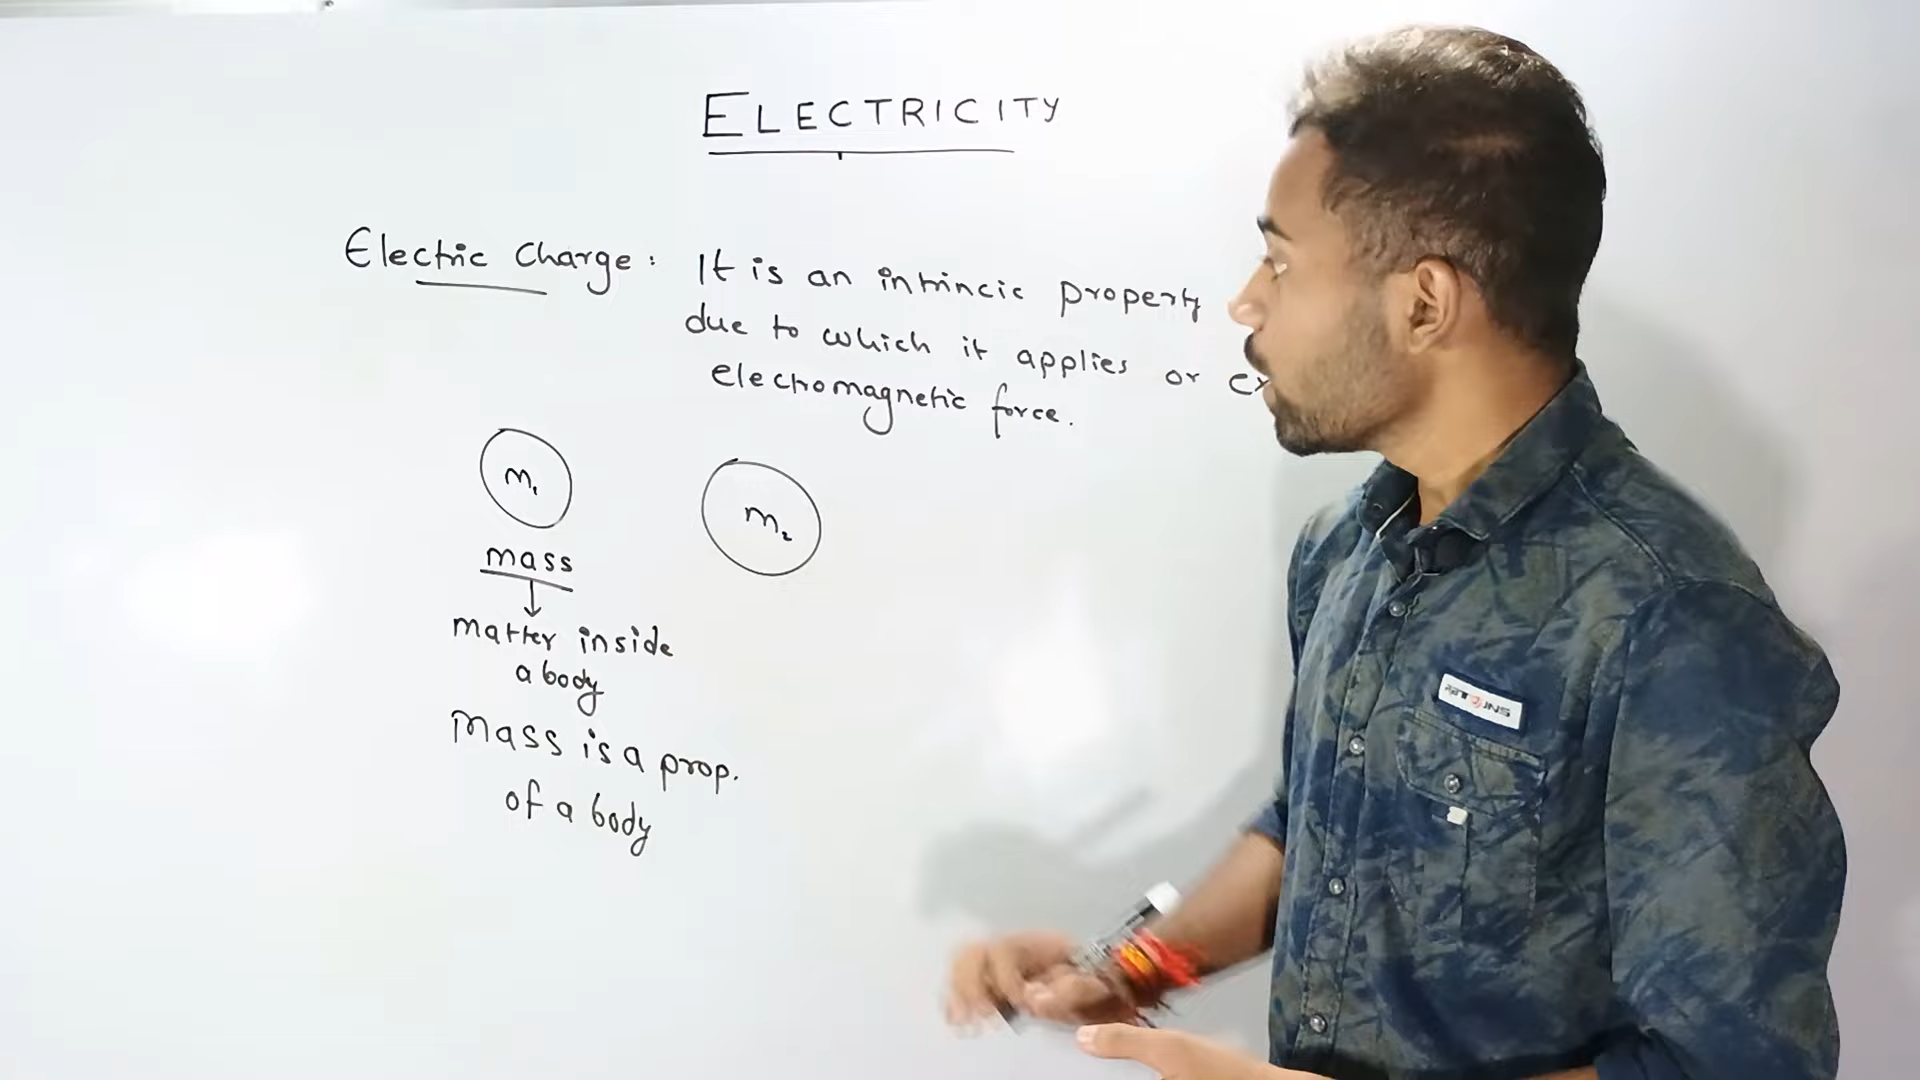 ELECTRICITY
Electric Charge: It is an intrincic property
due to which it applies or ex
electromagnetic force.
m₁
m₂
mass
matter inside
a body
Mass is a prop.
of a body